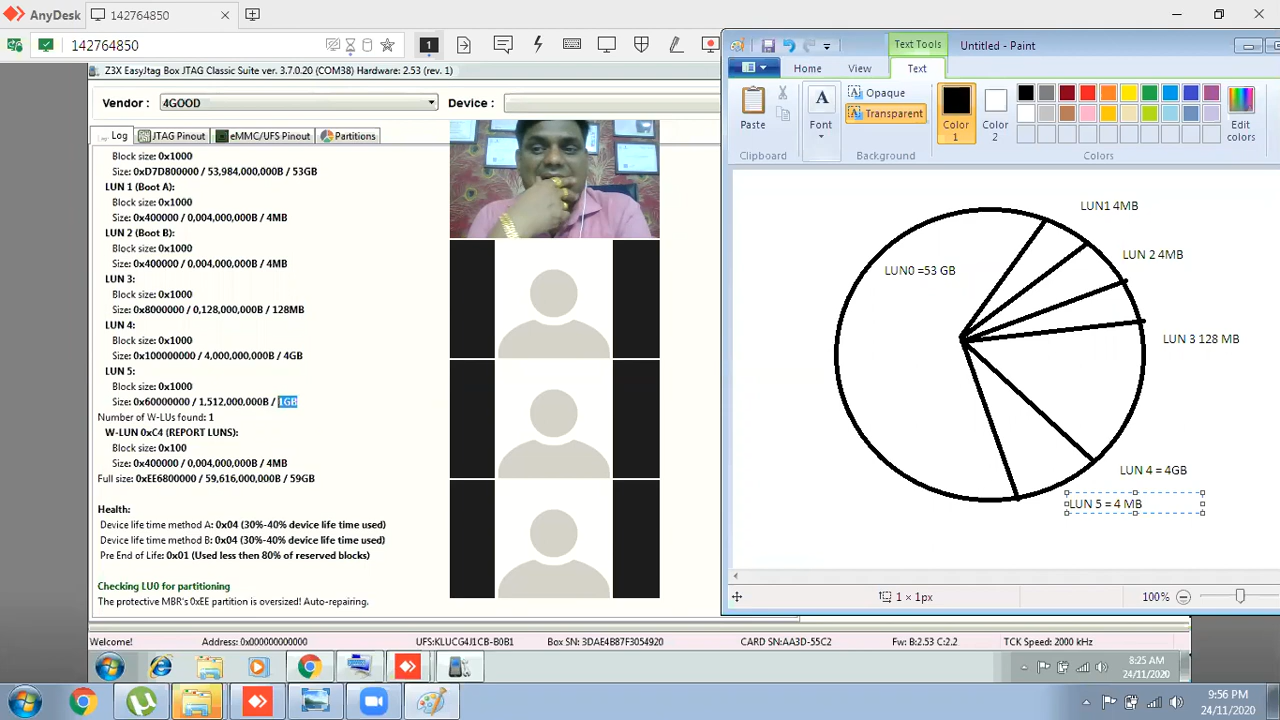 AnyDesk
142764850
142764850
1
Z3X EasyJtag Box JTAG Classic Suite ver. 3.7.0.20 (COM38) Hardware: 2.53 (rev. 1)
Vendor :
4GOOD
Device :
Log
JTAG Pinout
eMMC/UFS Pinout
Partitions
Block size: 0x1000
Size: 0xD7D800000 / 53,984,000,000B / 53GB
LUN 1 (Boot A):
Block size: 0x1000
Size: 0x400000 / 0,004,000,000B / 4MB
LUN 2 (Boot B):
Block size: 0x1000
Size: 0x400000 / 0,004,000,000B / 4MB
LUN 3:
Block size: 0x1000
Size: 0x8000000 / 0,128,000,000B / 128MB
LUN 4:
Block size: 0x1000
Size: 0x100000000 / 4,000,000,000B / 4GB
LUN 5:
Block size: 0x1000
Size: 0x60000000 / 1,512,000,000B / 1GB
Number of W-LUs found: 1
W-LUN 0xC4 (REPORT LUNS):
Block size: 0x100
Size: 0x400000 / 0,004,000,000B / 4MB
Full size: 0xEE6800000 / 59,616,000,000B / 59GB
Health:
Device life time method A: 0x04 (30%-40% device life time used)
Device life time method B: 0x04 (30%-40% device life time used)
Pre End of Life: 0x01 (Used less then 80% of reserved blocks)
Checking LU0 for partitioning
The protective MBR's 0xEE partition is oversized! Auto-repairing.
Welcome!
Address: 0x000000000000
UFS:KLUCG4J1CB-B0B1
Box SN: 3DAE4B87F3054920
CARD SN: AA3D-55C2
Fw: B:2.53 C:2.2
TCK Speed: 2000 kHz
8:25 AM
24/11/2020
Text Tools
Untitled - Paint
Home
View
Text
Paste
Clipboard
A
Font
Opaque
Transparent
Background
Color
1
Color
2
Edit
colors
Colors
LUN1 4MB
LUN 2 4MB
LUN0 =53 GB
LUN 3 128 MB
LUN 4 = 4GB
LUN 5 = 4 MB
1 × 1px
100%
9:56 PM
24/11/2020